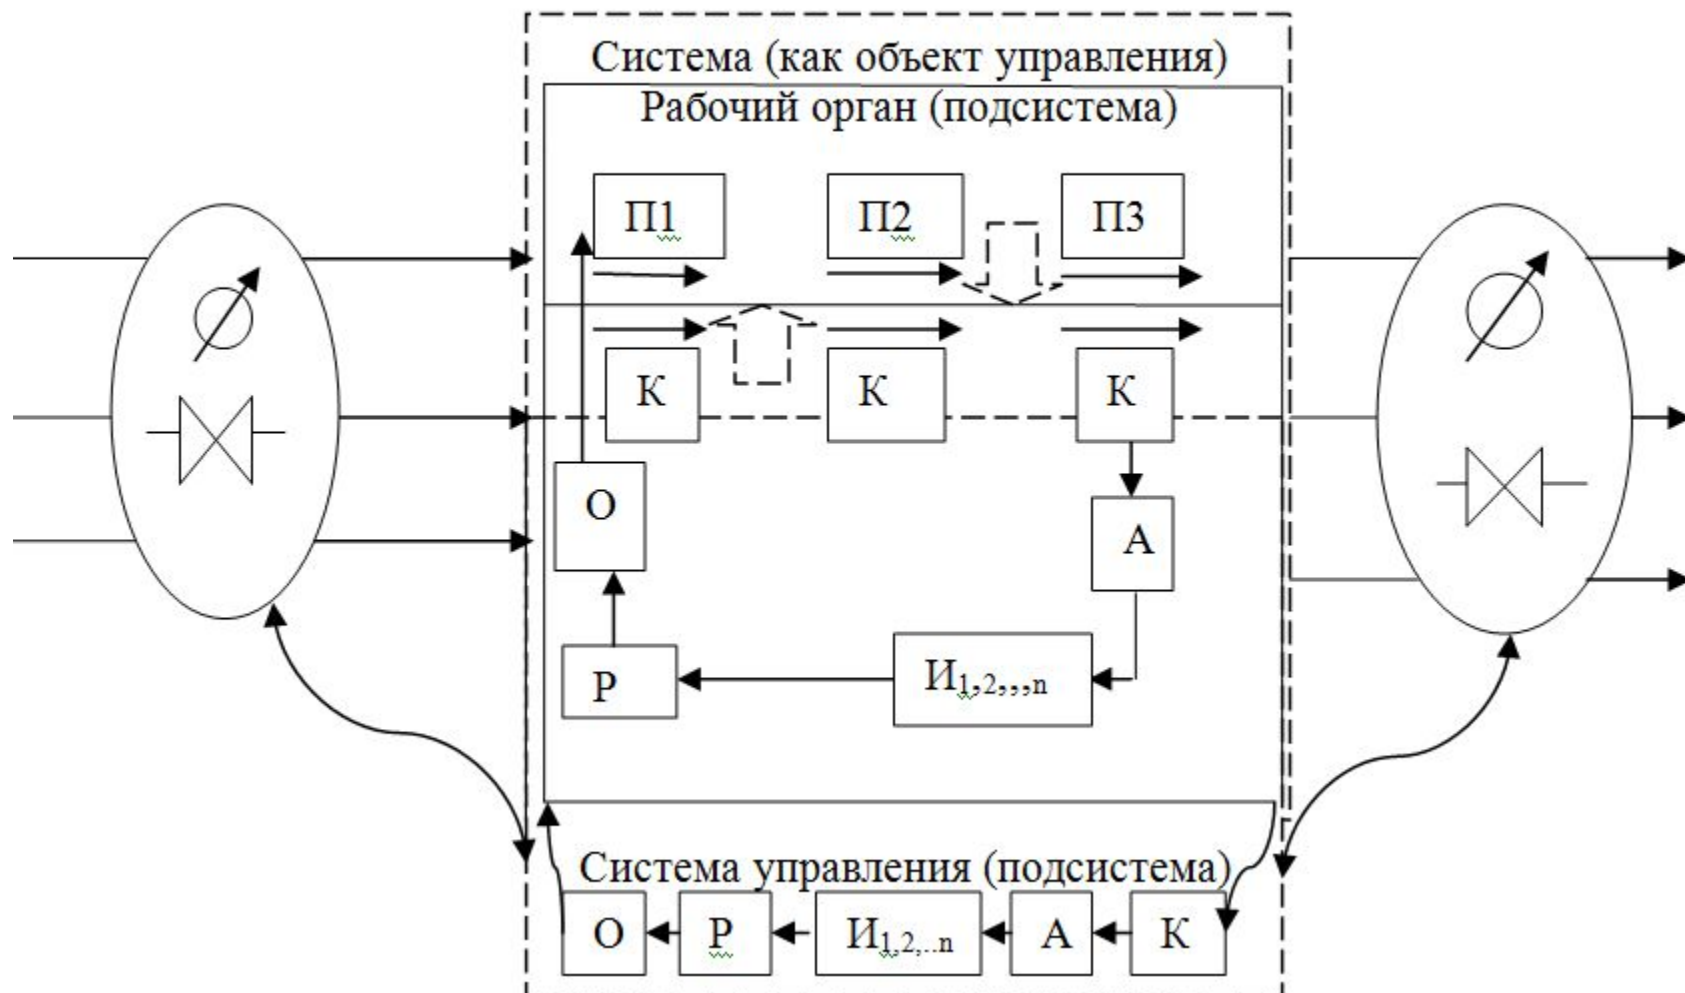 Система (как объект управления)
Рабочий орган (подсистема)
П1 П2 П3
К К К
О А
Р И1,2,,,n
Система управления (подсистема)
О Р И1,2,..n А К